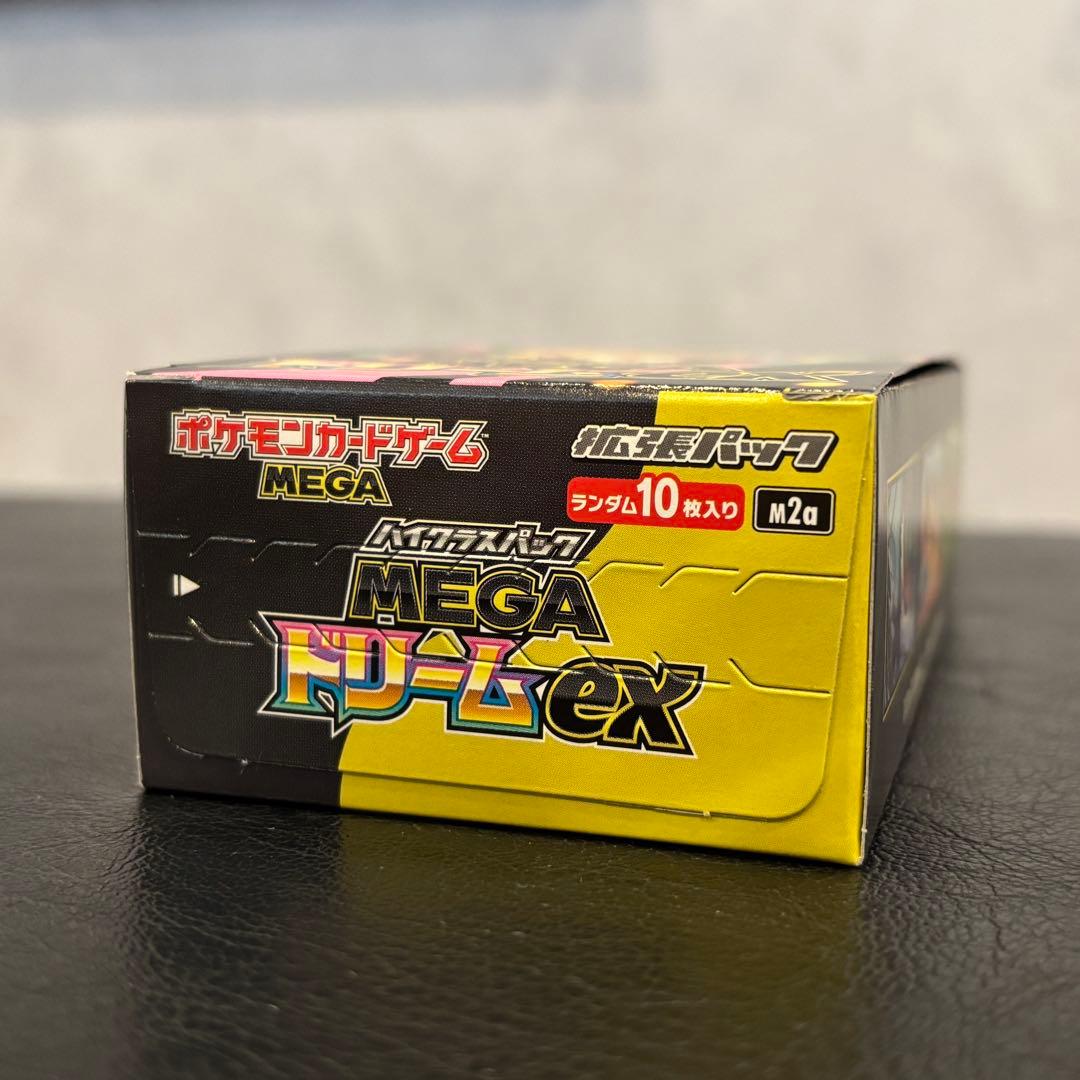 ポケモンカードゲーム™
MEGA
拡張パック
ランダム10枚入り
M2a
ハイクラスパック
MEGA
ドリームex